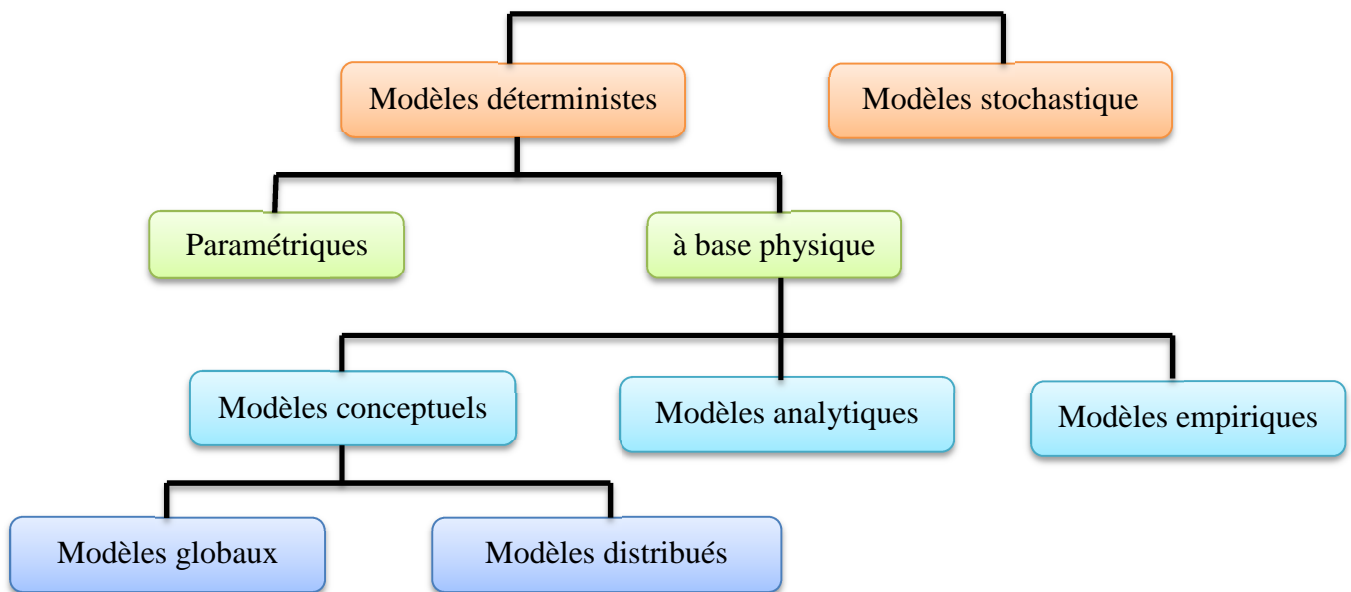 Modèles déterministes
Modèles stochastique
Paramétriques
à base physique
Modèles conceptuels
Modèles analytiques
Modèles empiriques
Modèles globaux
Modèles distribués